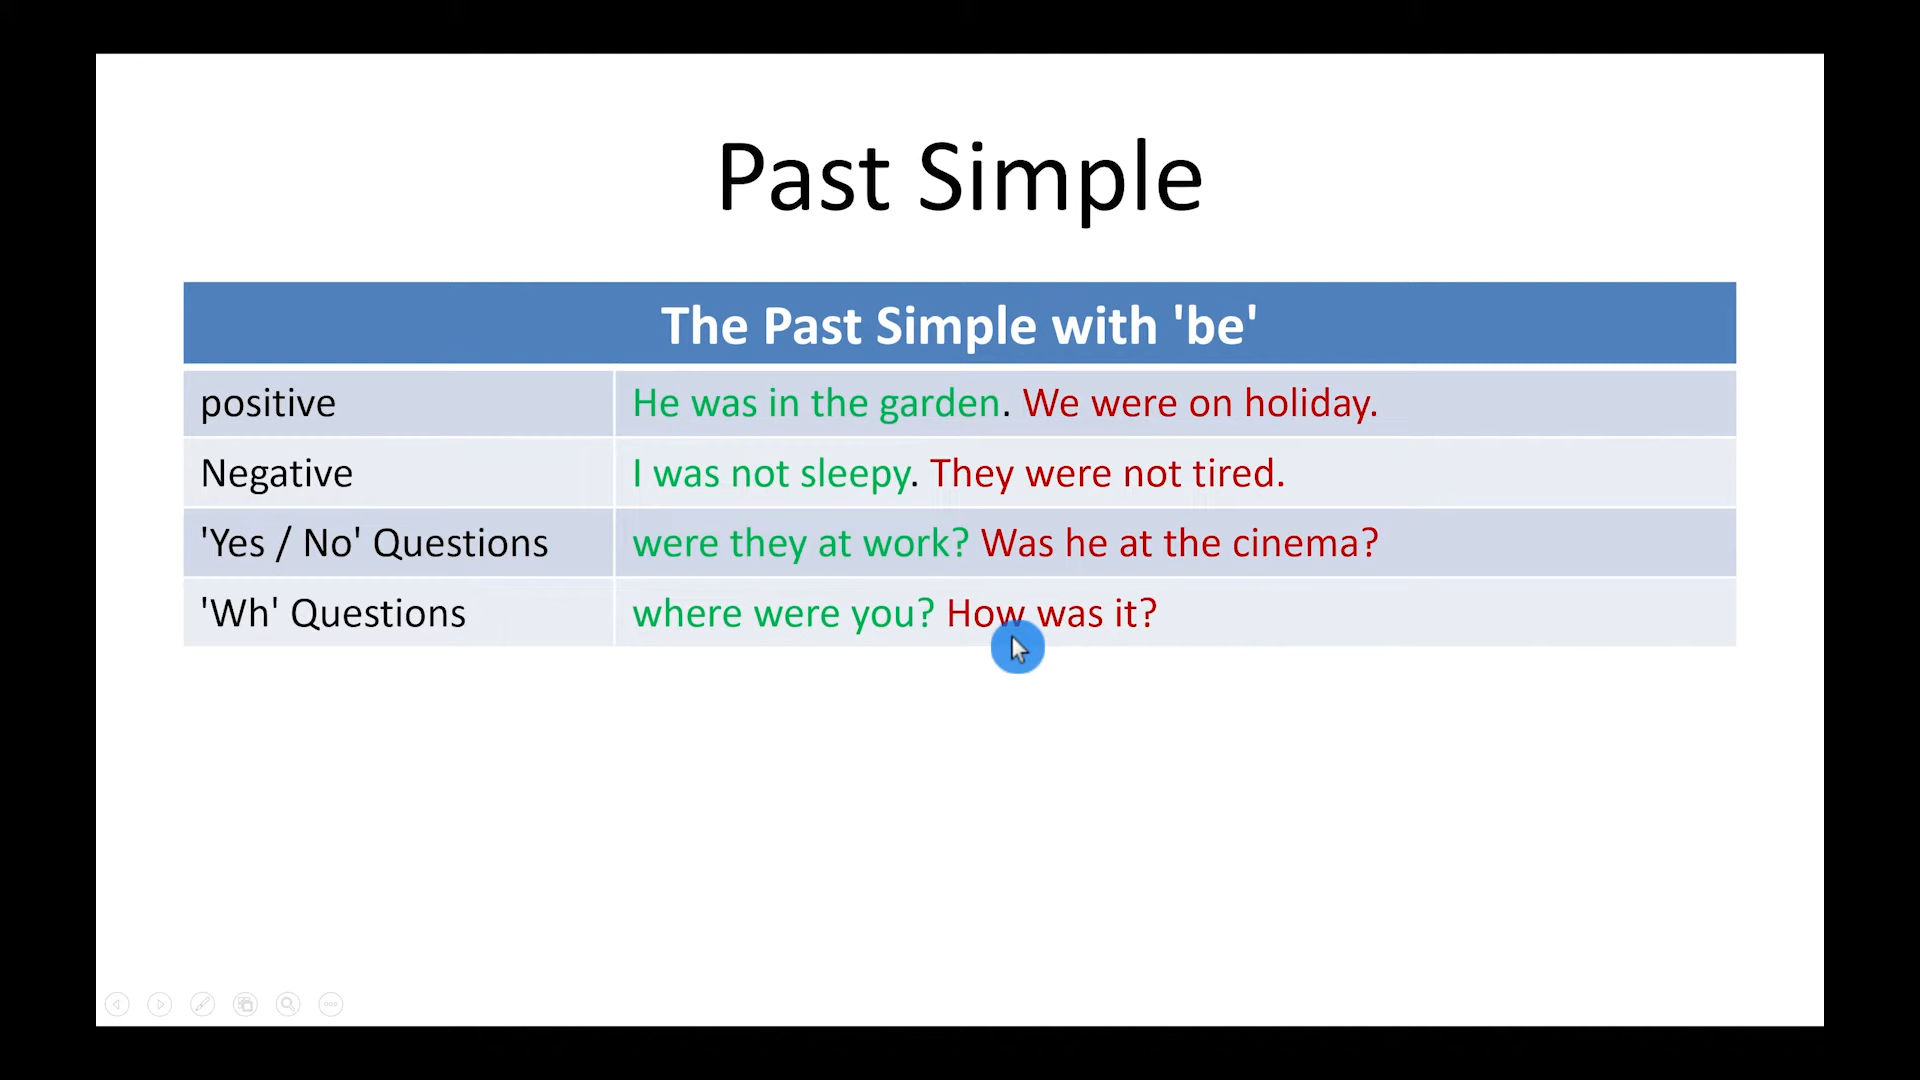 Past Simple
The Past Simple with 'be'
positive
He was in the garden. We were on holiday.
Negative
I was not sleepy. They were not tired.
'Yes / No' Questions
were they at work? Was he at the cinema?
'Wh' Questions
where were you? How was it?